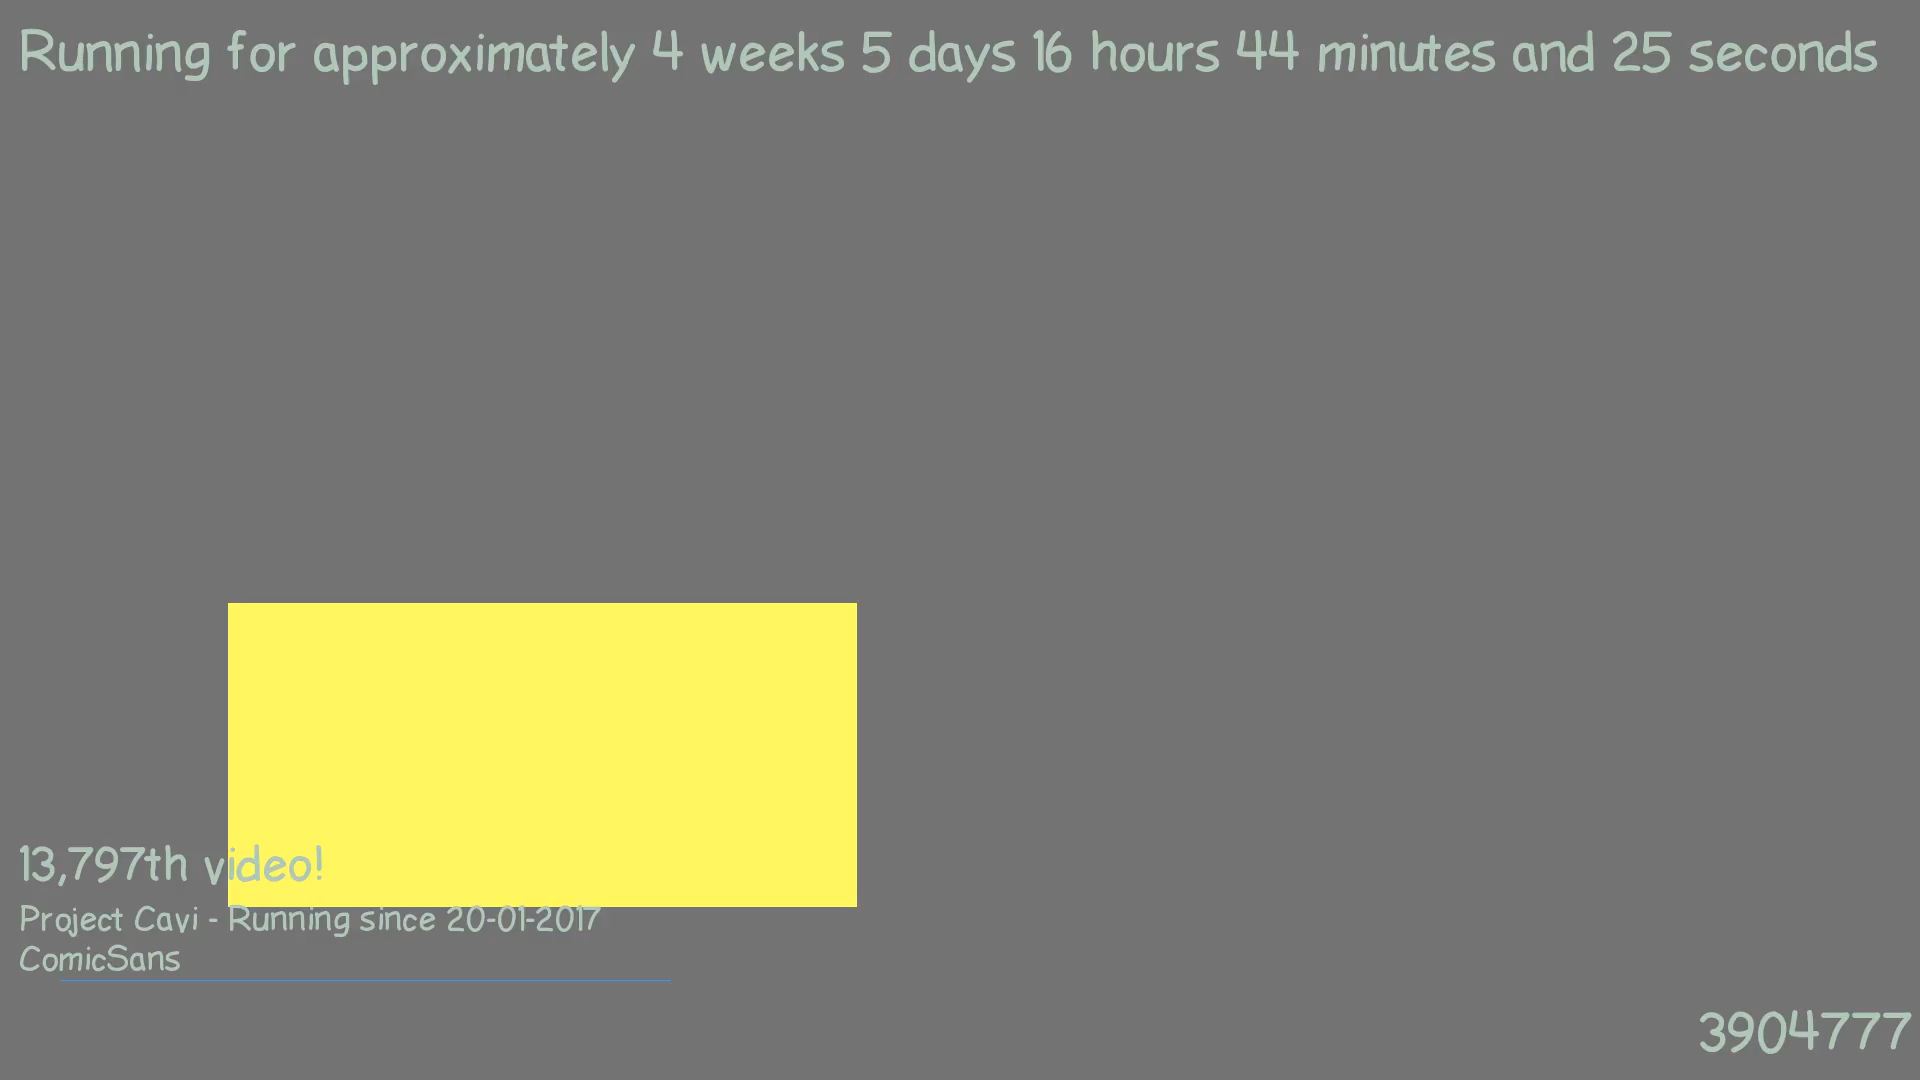 Running for approximately 4 weeks 5 days 16 hours 44 minutes and 25 seconds
13,797th video!
Project Cavi - Running since 20-01-2017
ComicSans
3904777